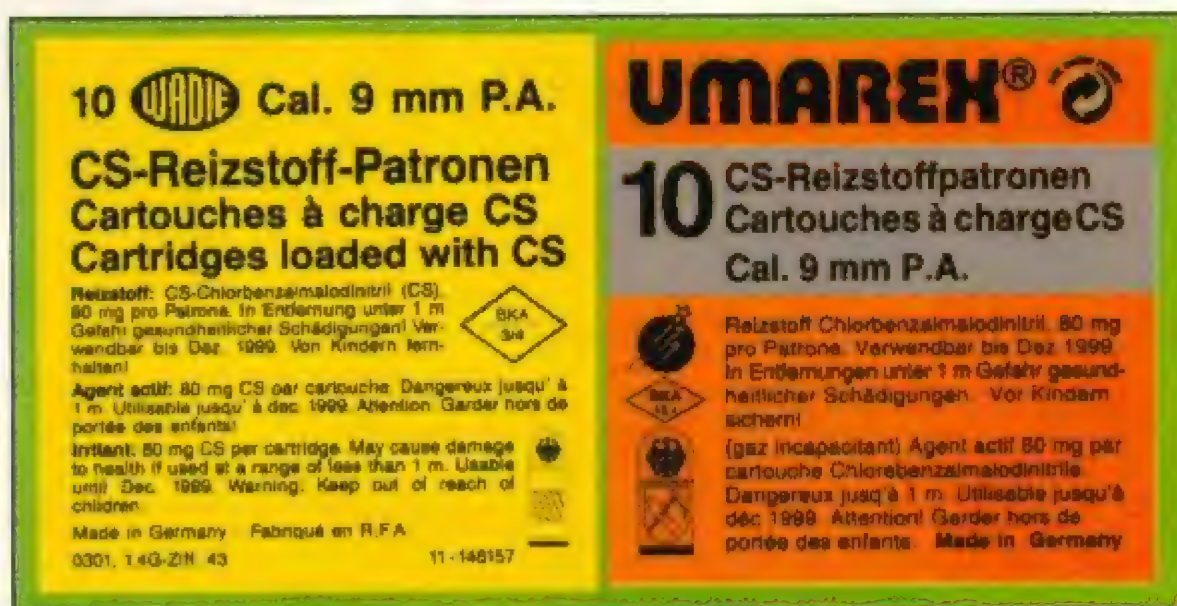 10 WADIE Cal. 9 mm P.A.
CS-Reizstoff-Patronen
Cartouches à charge CS
Cartridges loaded with CS
Reizstoff: CS-Chlorbenzalmalodinitril (CS).
80 mg pro Patrone. In Entfernung unter 1 m
Gefahr gesundheitlicher Schädigungen! Ver-
wendbar bis Dez. 1999. Von Kindern fern-
halten!
BKA
Agent actif: 80 mg CS par cartouche. Dangereux jusqu' à
1 m. Utilisable jusqu' à dec. 1999. Attention. Garder hors de
portée des enfants!
Irritant: 80 mg CS per cartridge. May cause damage
to health if used at a range of less than 1 m. Usable
until Dec. 1999. Warning. Keep out of reach of
children.
Made in Germany Fabriqué en R.F.A.
0301, 1.4G-Z/N 43 11-146157
UMAREX®
10 CS-Reizstoffpatronen
Cartouches à charge CS
Cal. 9 mm P.A.
Reizstoff Chlorbenzalmalodinitril. 80 mg
pro Patrone. Verwendbar bis Dez 1999.
In Entfernungen unter 1 m Gefahr gesund-
heitlicher Schädigungen. Vor Kindern
sichern!
BKA
(gaz incapacitant) Agent actif 80 mg par
cartouche Chlorebenzalmalodinitrile.
Dangereux jusq'à 1 m. Utilisable jusqu'à
déc 1999. Attention! Garder hors de
portée des enfants. Made in Germany